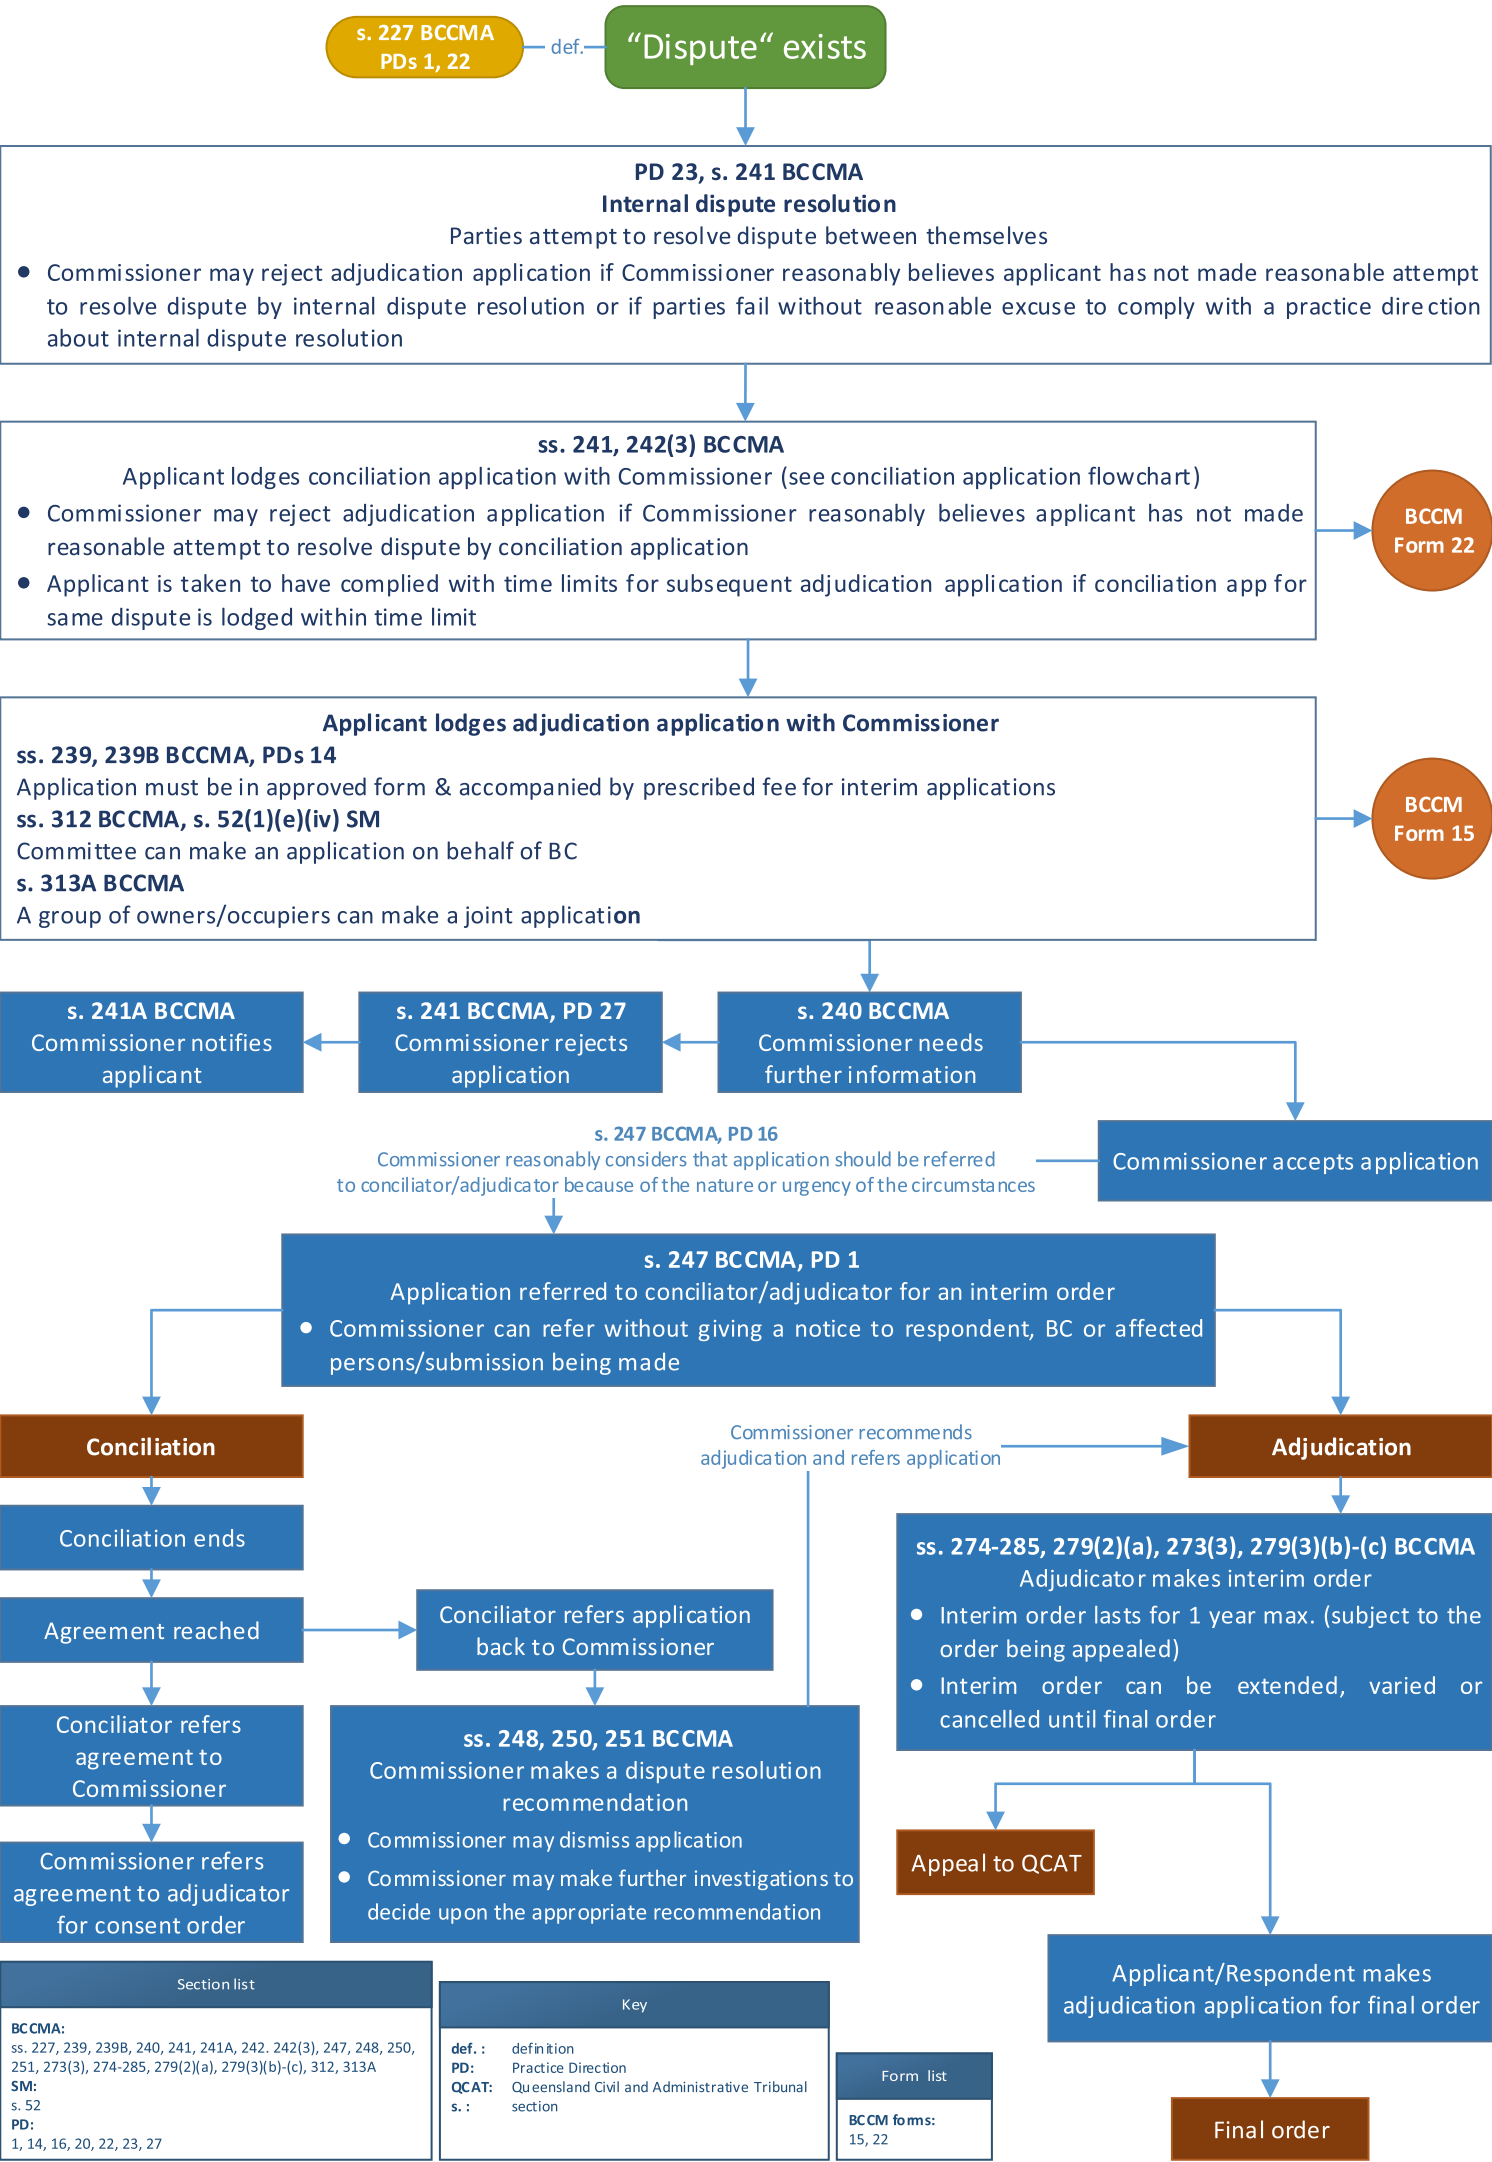 s. 227 BCCMA
PDs 1, 22
def.
“Dispute“ exists
PD 23, s. 241 BCCMA
Internal dispute resolution
Parties attempt to resolve dispute between themselves
● Commissioner may reject adjudication application if Commissioner reasonably believes applicant has not made reasonable attempt
to resolve dispute by internal dispute resolution or if parties fail without reasonable excuse to comply with a practice direction
about internal dispute resolution
ss. 241, 242(3) BCCMA
Applicant lodges conciliation application with Commissioner (see conciliation application flowchart)
● Commissioner may reject adjudication application if Commissioner reasonably believes applicant has not made
reasonable attempt to resolve dispute by conciliation application
● Applicant is taken to have complied with time limits for subsequent adjudication application if conciliation app for
same dispute is lodged within time limit
BCCM
Form 22
Applicant lodges adjudication application with Commissioner
ss. 239, 239B BCCMA, PDs 14
Application must be in approved form & accompanied by prescribed fee for interim applications
ss. 312 BCCMA, s. 52(1)(e)(iv) SM
Committee can make an application on behalf of BC
s. 313A BCCMA
A group of owners/occupiers can make a joint application
BCCM
Form 15
s. 241A BCCMA
Commissioner notifies
applicant
s. 241 BCCMA, PD 27
Commissioner rejects
application
s. 240 BCCMA
Commissioner needs
further information
s. 247 BCCMA, PD 16
Commissioner reasonably considers that application should be referred
to conciliator/adjudicator because of the nature or urgency of the circumstances
Commissioner accepts application
s. 247 BCCMA, PD 1
Application referred to conciliator/adjudicator for an interim order
● Commissioner can refer without giving a notice to respondent, BC or affected
persons/submission being made
Conciliation
Commissioner recommends
adjudication and refers application
Adjudication
Conciliation ends
Agreement reached
Conciliator refers application
back to Commissioner
Conciliator refers
agreement to
Commissioner
Commissioner refers
agreement to adjudicator
for consent order
ss. 248, 250, 251 BCCMA
Commissioner makes a dispute resolution
recommendation
● Commissioner may dismiss application
● Commissioner may make further investigations to
decide upon the appropriate recommendation
ss. 274-285, 279(2)(a), 273(3), 279(3)(b)-(c) BCCMA
Adjudicator makes interim order
● Interim order lasts for 1 year max. (subject to the
order being appealed)
● Interim order can be extended, varied or
cancelled until final order
Appeal to QCAT
Applicant/Respondent makes
adjudication application for final order
Final order
Section list
BCCMA:
ss. 227, 239, 239B, 240, 241, 241A, 242. 242(3), 247, 248, 250,
251, 273(3), 274-285, 279(2)(a), 279(3)(b)-(c), 312, 313A
SM:
s. 52
PD:
1, 14, 16, 20, 22, 23, 27
Key
def. : definition
PD: Practice Direction
QCAT: Queensland Civil and Administrative Tribunal
s. : section
Form list
BCCM forms:
15, 22